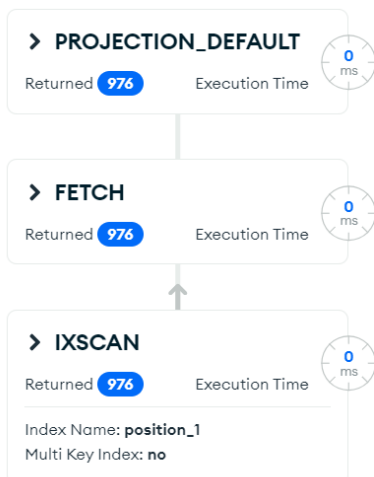 PROJECTION_DEFAULT
Returned 976 Execution Time 0 ms
FETCH
Returned 976 Execution Time 0 ms
IXSCAN
Returned 976 Execution Time 0 ms
Index Name: position_1
Multi Key Index: no